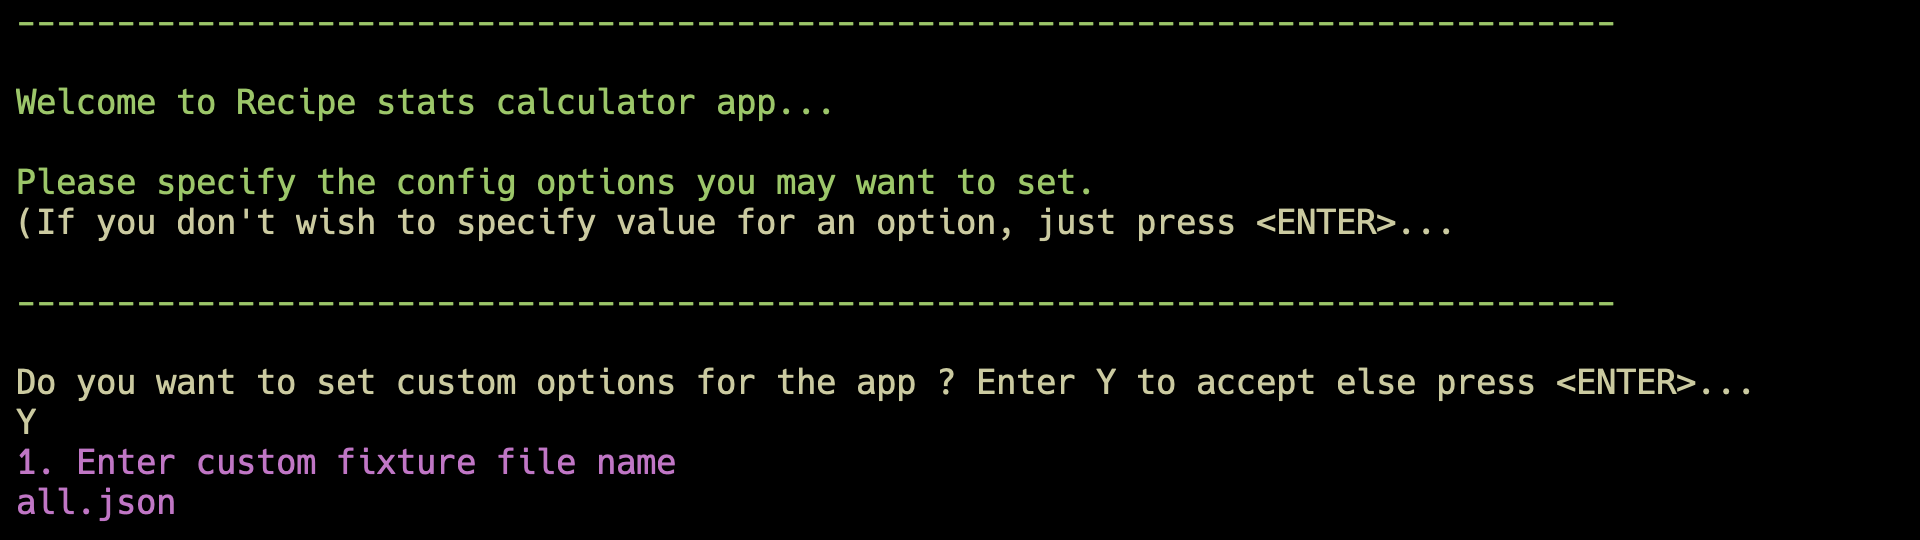 --------------------------------------------------------------------------------
Welcome to Recipe stats calculator app...
Please specify the config options you may want to set.
(If you don't wish to specify value for an option, just press <ENTER>...
--------------------------------------------------------------------------------
Do you want to set custom options for the app ? Enter Y to accept else press <ENTER>...
Y
1. Enter custom fixture file name
all.json